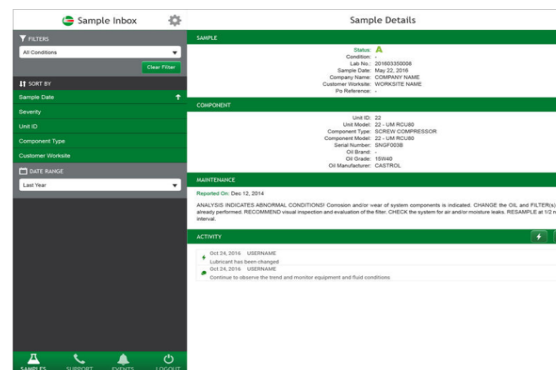 Sample Inbox
FILTERS
All Conditions
Clear Filter
SORT BY
Sample Date
Severity
Unit ID
Component Type
Customer Worksite
DATE RANGE
Last Year
SAMPLES
SUPPORT
EVENTS
LOGOUT
Sample Details
SAMPLE
Status: A
Condition: -
Lab No.: 201603350008
Sample Date: May 22, 2016
Company Name: COMPANY NAME
Customer Worksite: WORKSITE NAME
Po Reference: -
COMPONENT
Unit ID: 22
Unit Model: 22 - UM RCU80
Component Type: SCREW COMPRESSOR
Component Model: 22 - UM RCU80
Serial Number: SNGF003B
Oil Brand: -
Oil Grade: 15W40
Oil Manufacturer: CASTROL
MAINTENANCE
Reported On: Dec 12, 2014
ANALYSIS INDICATES ABNORMAL CONDITIONS! Corrosion and/or wear of system components is indicated. CHANGE the OIL and FILTER(s)
already performed. RECOMMEND visual inspection and evaluation of the filter. CHECK the system for air and/or moisture leaks. RESAMPLE at 1/2
interval.
ACTIVITY
Oct 24, 2016 USERNAME
Lubricant has been changed
Oct 24, 2016 USERNAME
Continue to observe the trend and monitor equipment and fluid conditions